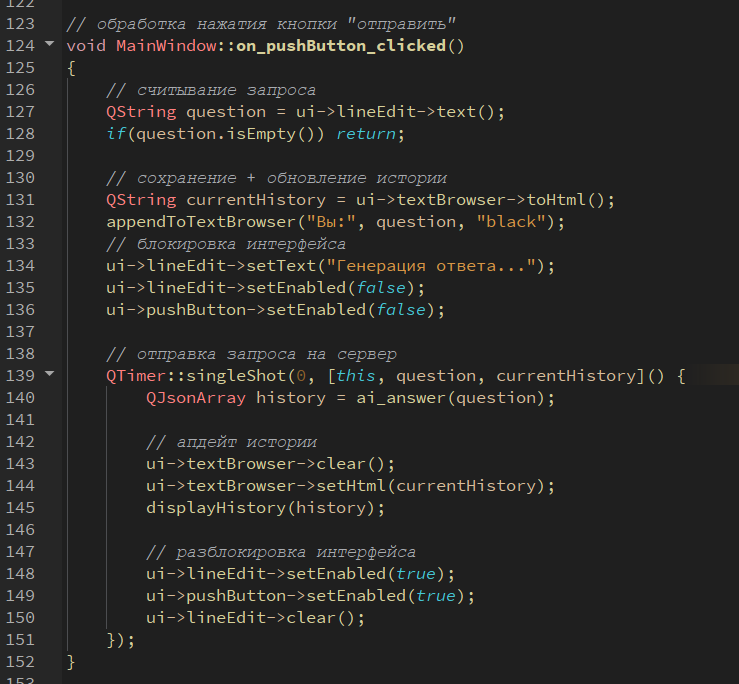 122
123 // обработка нажатия кнопки "отправить"
124 void MainWindow::on_pushButton_clicked()
125 {
126     // считывание запроса
127     QString question = ui->lineEdit->text();
128     if(question.isEmpty()) return;
129
130     // сохранение + обновление истории
131     QString currentHistory = ui->textBrowser->toHtml();
132     appendToTextBrowser("Вы:", question, "black");
133     // блокировка интерфейса
134     ui->lineEdit->setText("Генерация ответа...");
135     ui->lineEdit->setEnabled(false);
136     ui->pushButton->setEnabled(false);
137
138     // отправка запроса на сервер
139     QTimer::singleShot(0, [this, question, currentHistory]() {
140         QJsonArray history = ai_answer(question);
141
142         // апдейт истории
143         ui->textBrowser->clear();
144         ui->textBrowser->setHtml(currentHistory);
145         displayHistory(history);
146
147         // разблокировка интерфейса
148         ui->lineEdit->setEnabled(true);
149         ui->pushButton->setEnabled(true);
150         ui->lineEdit->clear();
151     });
152 }
153